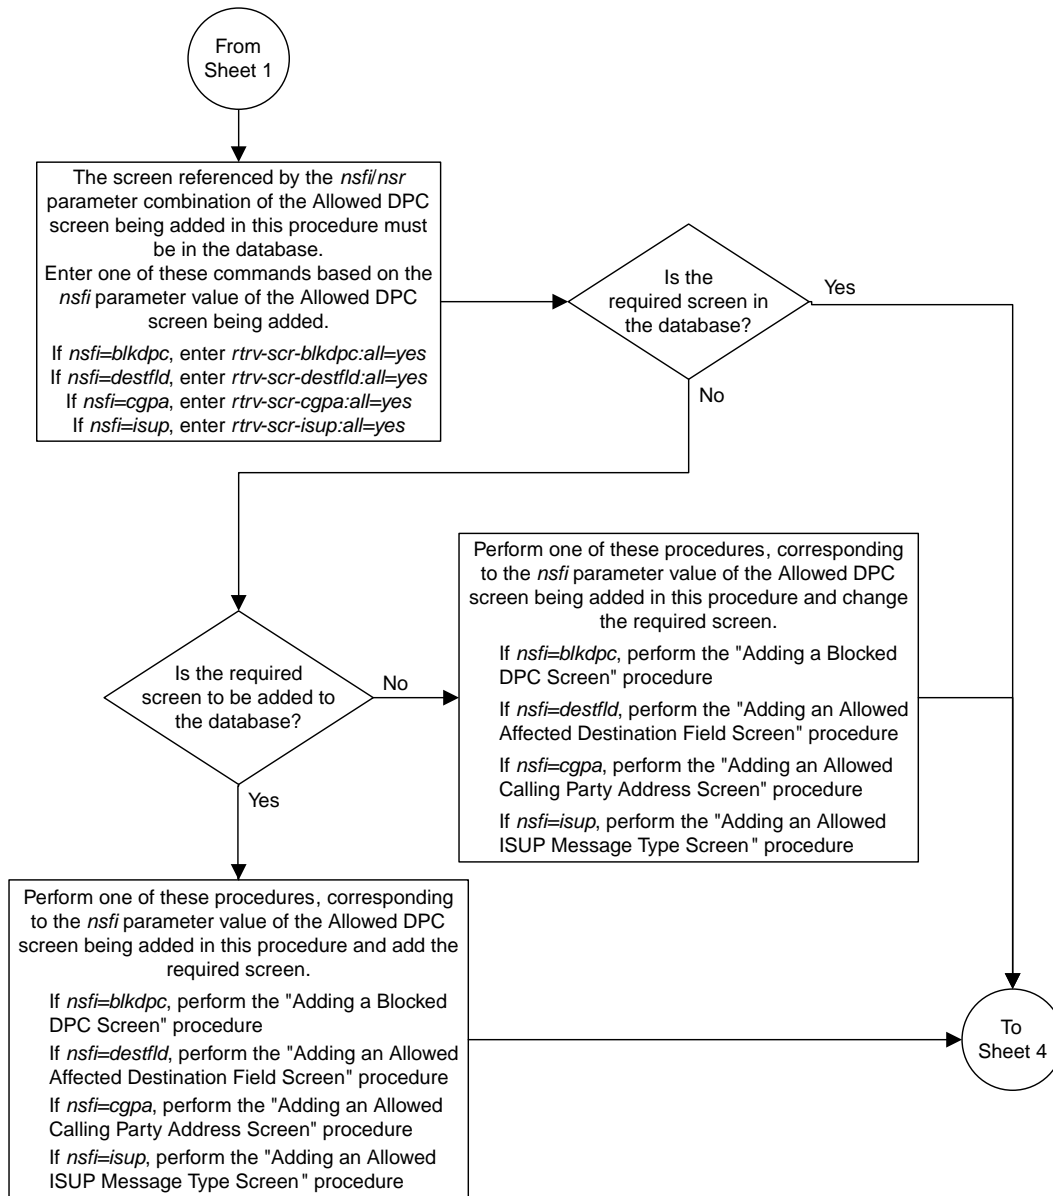 From
Sheet 1
The screen referenced by the nsfi/nsr
parameter combination of the Allowed DPC
screen being added in this procedure must
be in the database.
Enter one of these commands based on the
nsfi parameter value of the Allowed DPC
screen being added.
If nsfi=blkdpc, enter rtrv-scr-blkdpc:all=yes
If nsfi=destfld, enter rtrv-scr-destfld:all=yes
If nsfi=cgpa, enter rtrv-scr-cgpa:all=yes
If nsfi=isup, enter rtrv-scr-isup:all=yes
Is the
required screen in
the database?
Yes
No
Is the required
screen to be added to
the database?
No
Yes
Perform one of these procedures, corresponding
to the nsfi parameter value of the Allowed DPC
screen being added in this procedure and change
the required screen.
If nsfi=blkdpc, perform the "Adding a Blocked
DPC Screen" procedure
If nsfi=destfld, perform the "Adding an Allowed
Affected Destination Field Screen" procedure
If nsfi=cgpa, perform the "Adding an Allowed
Calling Party Address Screen" procedure
If nsfi=isup, perform the "Adding an Allowed
ISUP Message Type Screen" procedure
Perform one of these procedures, corresponding
to the nsfi parameter value of the Allowed DPC
screen being added in this procedure and add the
required screen.
If nsfi=blkdpc, perform the "Adding a Blocked
DPC Screen" procedure
If nsfi=destfld, perform the "Adding an Allowed
Affected Destination Field Screen" procedure
If nsfi=cgpa, perform the "Adding an Allowed
Calling Party Address Screen" procedure
If nsfi=isup, perform the "Adding an Allowed
ISUP Message Type Screen" procedure
To
Sheet 4